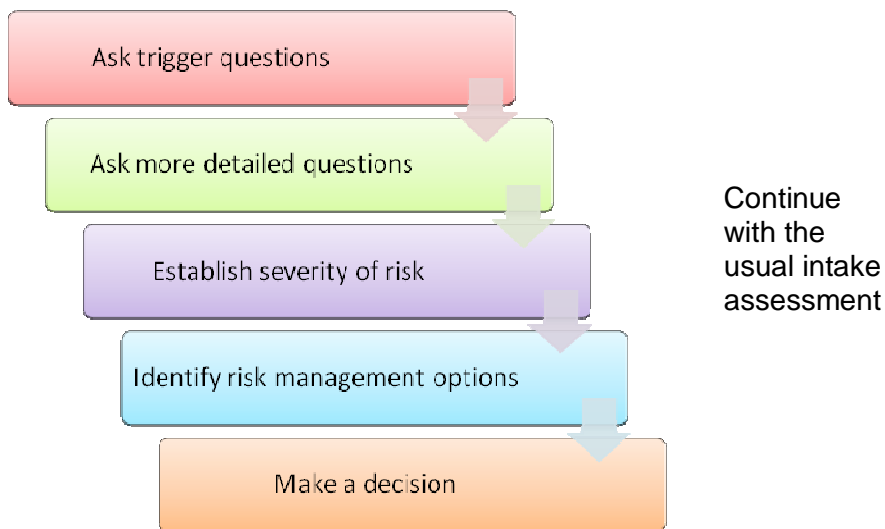 Ask trigger questions
Ask more detailed questions
Establish severity of risk
Identify risk management options
Make a decision
Continue
with the
usual intake
assessment